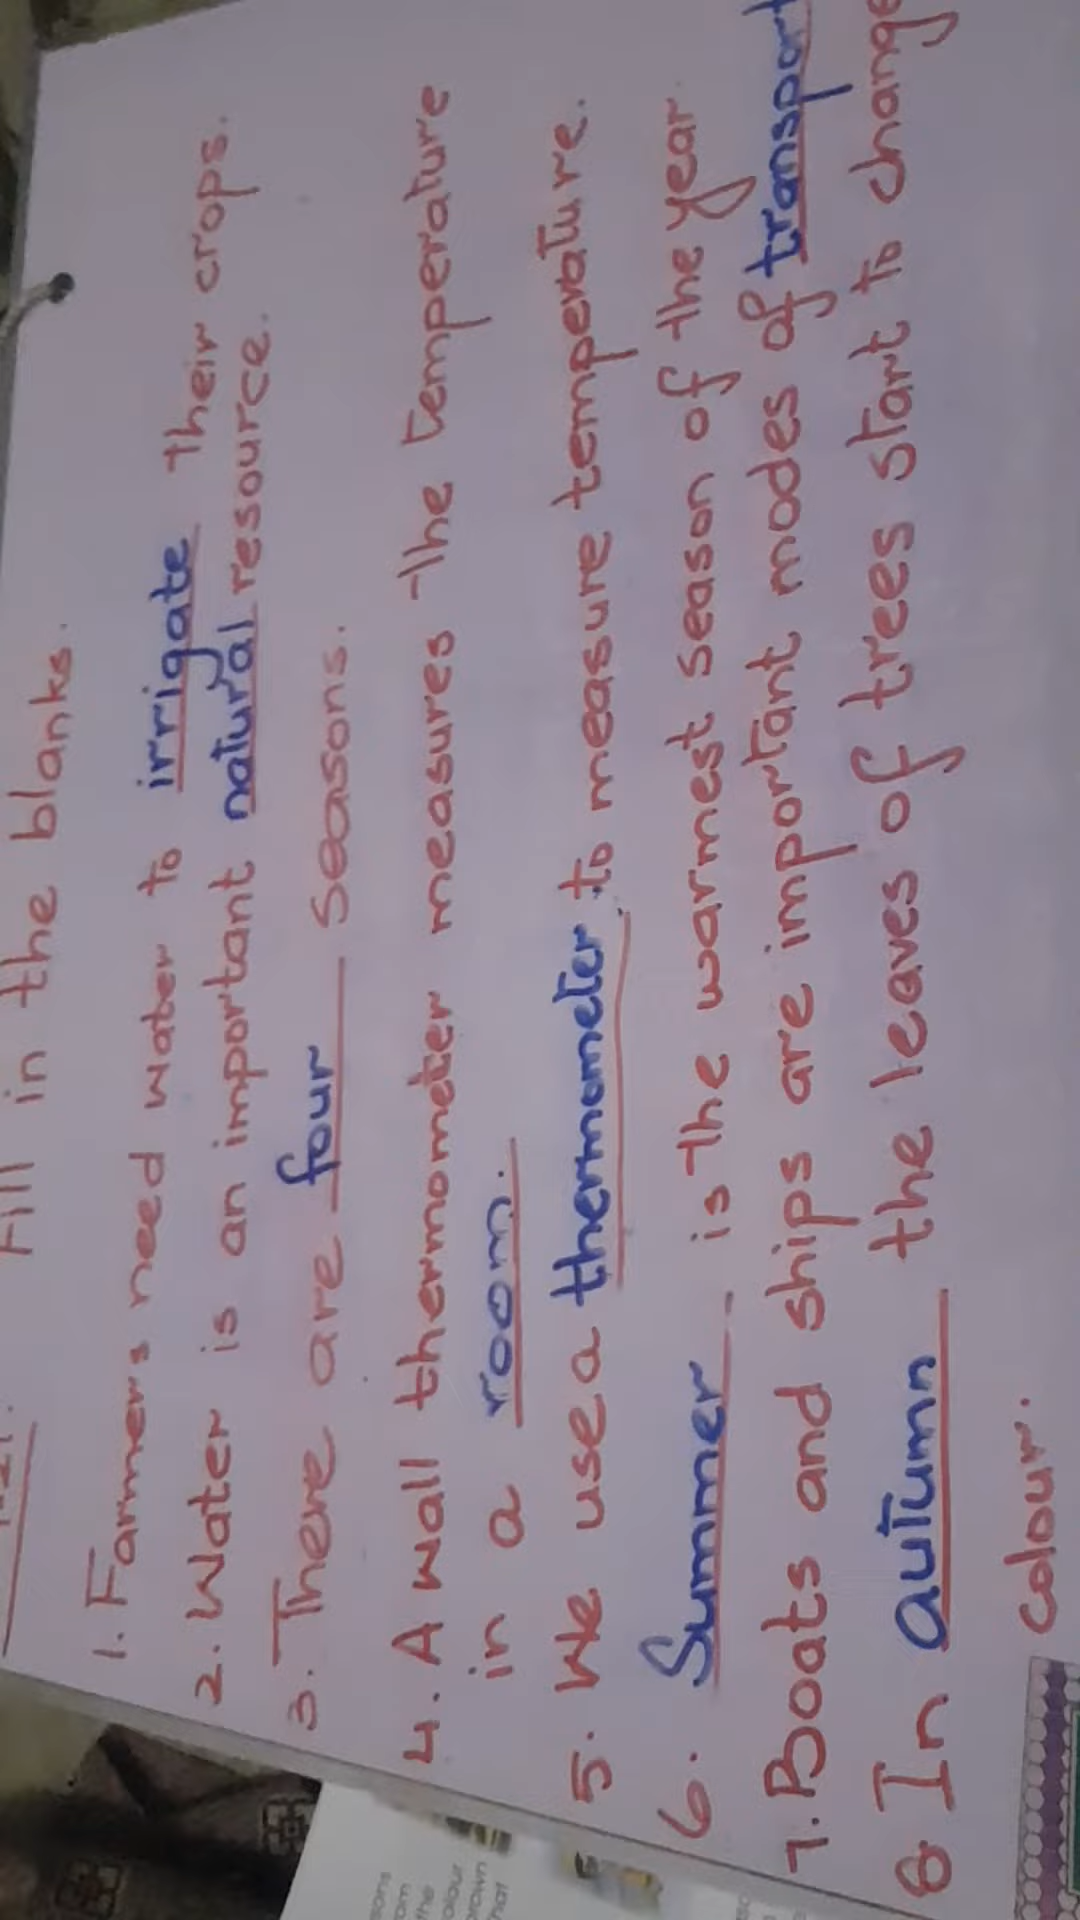 Fill in the blanks.
1. Farmers need water to irrigate their crops.
2. Water is an important natural resource.
3. There are four seasons.
4. A wall thermometer measures the temperature
in a room.
5. We use a thermometer to measure temperature.
6. Summer is the warmest season of the year.
7. Boats and ships are important modes of transport
8 In autumn the leaves of trees start to change
colour.
the
colour